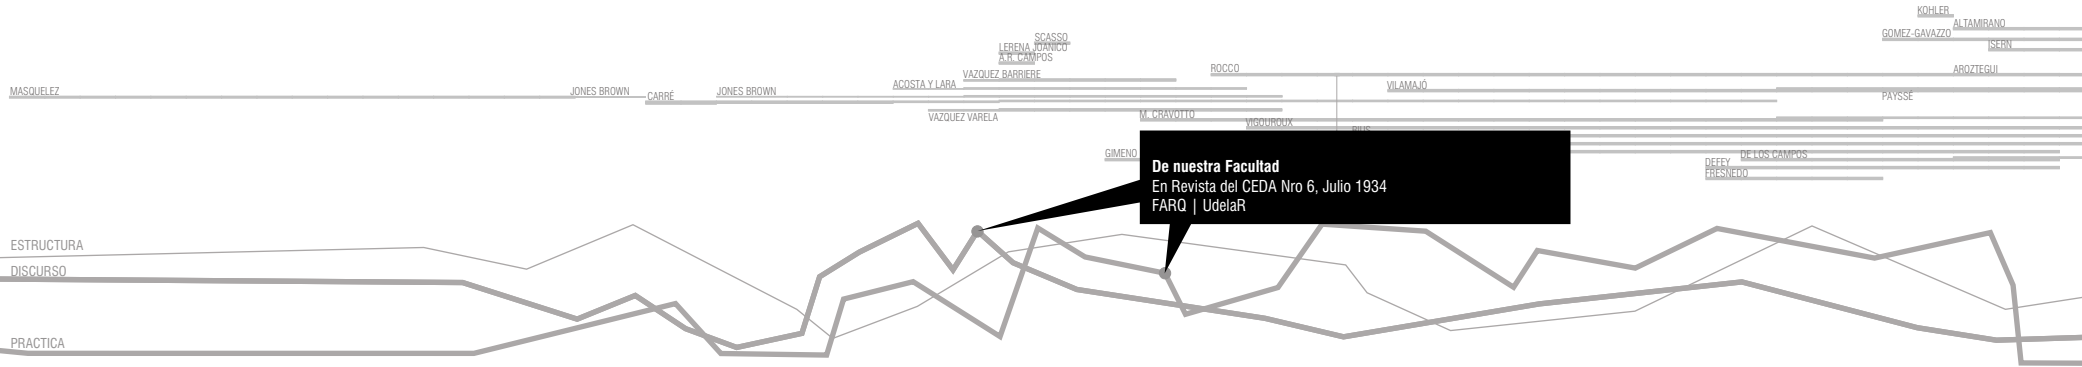 KOHLER
ALTAMIRANO
GOMEZ-GAVAZZO
ISERN
SCASSO
LERENA JOANICO
A.R. CAMPOS
VAZQUEZ BARRIERE
ROCCO
AROZTEGUI
ACOSTA Y LARA
VILAMAJÓ
MASQUELEZ
JONES BROWN
CARRÉ
JONES BROWN
PAYSSÉ
VAZQUEZ VARELA
M. CRAVOTTO
VIGOUROUX
RIUS
GIMENO
DE LOS CAMPOS
DEFEY
FRESNEDO
De nuestra Facultad
En Revista del CEDA Nro 6, Julio 1934
FARQ | UdelaR
ESTRUCTURA
DISCURSO
PRACTICA